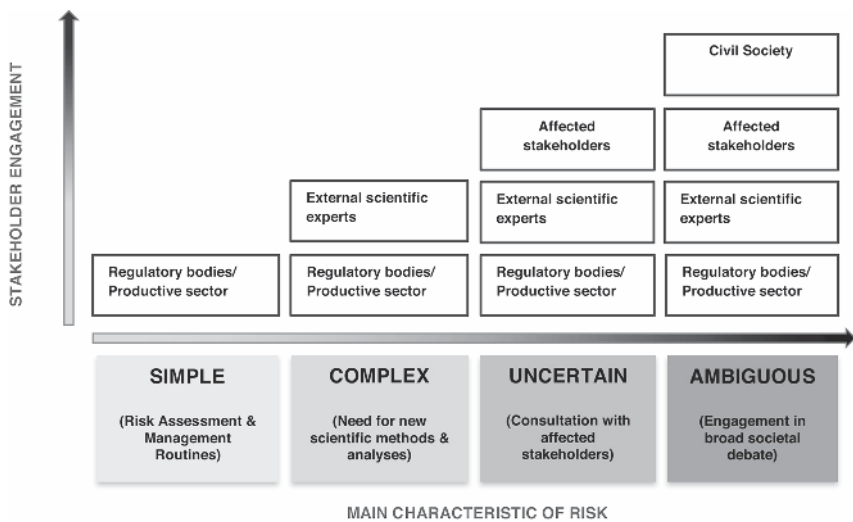 STAKEHOLDER ENGAGEMENT
Civil Society
Affected
stakeholders
Affected
stakeholders
External scientific
experts
External scientific
experts
External scientific
experts
Regulatory bodies/
Productive sector
Regulatory bodies/
Productive sector
Regulatory bodies/
Productive sector
Regulatory bodies/
Productive sector
SIMPLE
(Risk Assessment &
Management
Routines)
COMPLEX
(Need for new
scientific methods &
analyses)
UNCERTAIN
(Consultation with
affected
stakeholders)
AMBIGUOUS
(Engagement in
broad societal
debate)
MAIN CHARACTERISTIC OF RISK